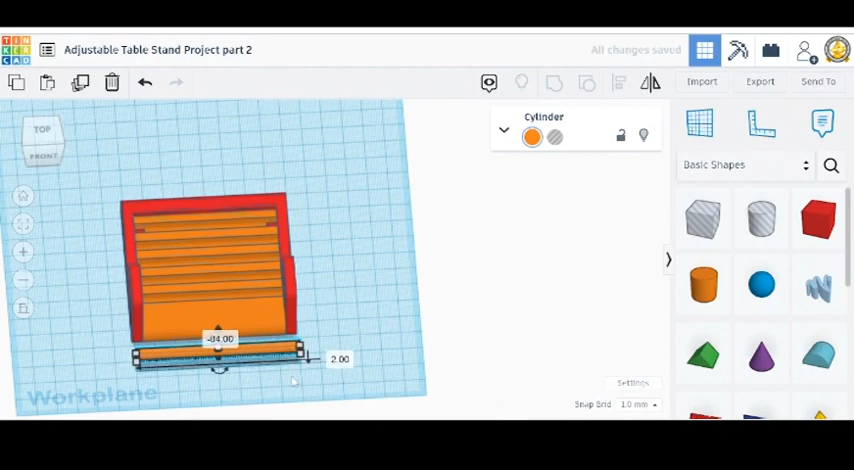 TIN
KER
CAD
Adjustable Table Stand Project part 2
All changes saved
Import
Export
Send To
TOP
FRONT
Cylinder
Basic Shapes
-84.00
2.00
Workplane
Settings
Snap Grid
1.0 mm